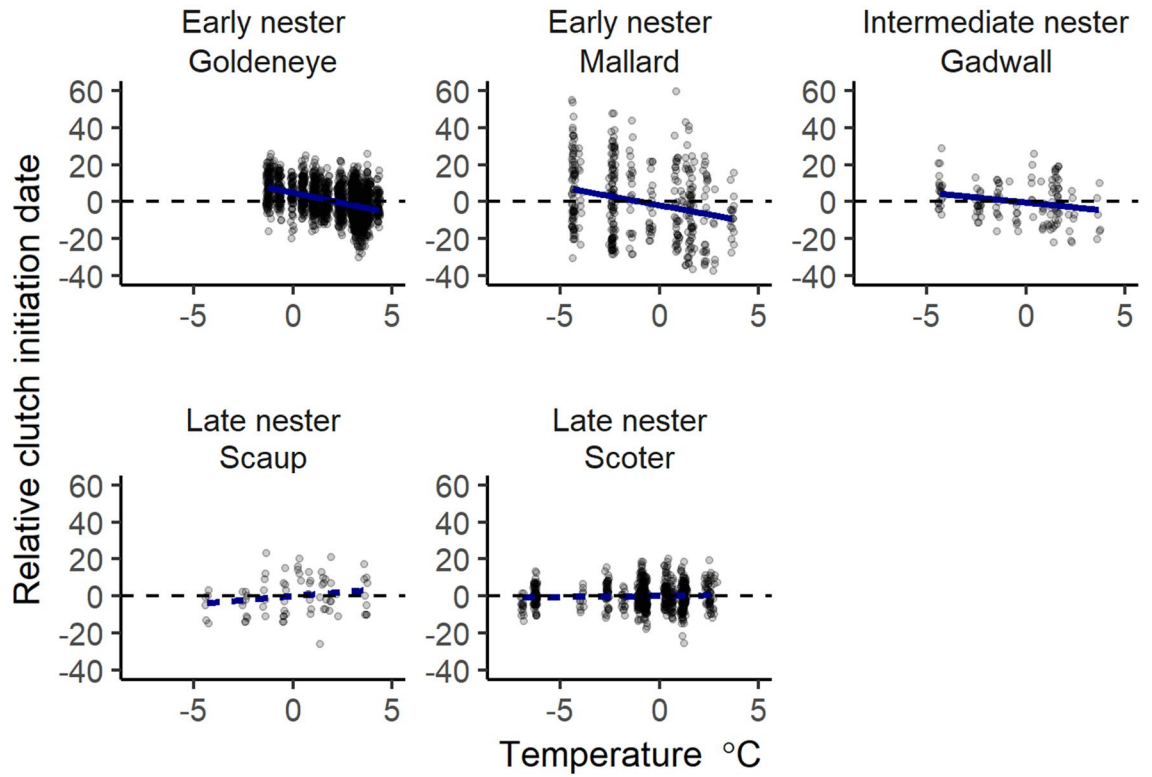 Early nester
Goldeneye
Early nester
Mallard
Intermediate nester
Gadwall
60
40
20
0
-20
-40
-5 0 5
60
40
20
0
-20
-40
-5 0 5
60
40
20
0
-20
-40
-5 0 5
Relative clutch initiation date
Late nester
Scaup
Late nester
Scoter
60
40
20
0
-20
-40
-5 0 5
60
40
20
0
-20
-40
-5 0 5
Temperature °C